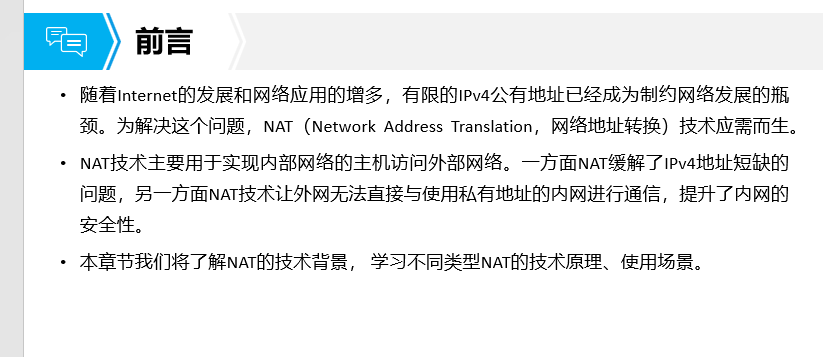 前言
• 随着Internet的发展和网络应用的增多，有限的IPv4公有地址已经成为制约网络发展的瓶
颈。为解决这个问题，NAT（Network Address Translation，网络地址转换）技术应需而生。
• NAT技术主要用于实现内部网络的主机访问外部网络。一方面NAT缓解了IPv4地址短缺的
问题，另一方面NAT技术让外网无法直接与使用私有地址的内网进行通信，提升了内网的
安全性。
• 本章节我们将了解NAT的技术背景， 学习不同类型NAT的技术原理、使用场景。